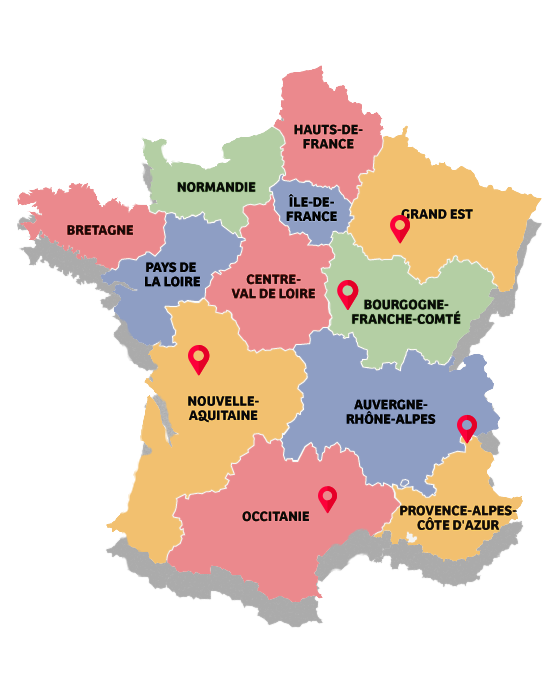 HAUTS-DE-
FRANCE
NORMANDIE
ÎLE-DE-
FRANCE
GRAND EST
BRETAGNE
PAYS DE
LA LOIRE
CENTRE-
VAL DE LOIRE
BOURGOGNE-
FRANCHE-COMTÉ
NOUVELLE-
AQUITAINE
AUVERGNE-
RHÔNE-ALPES
OCCITANIE
PROVENCE-ALPES-
CÔTE D'AZUR